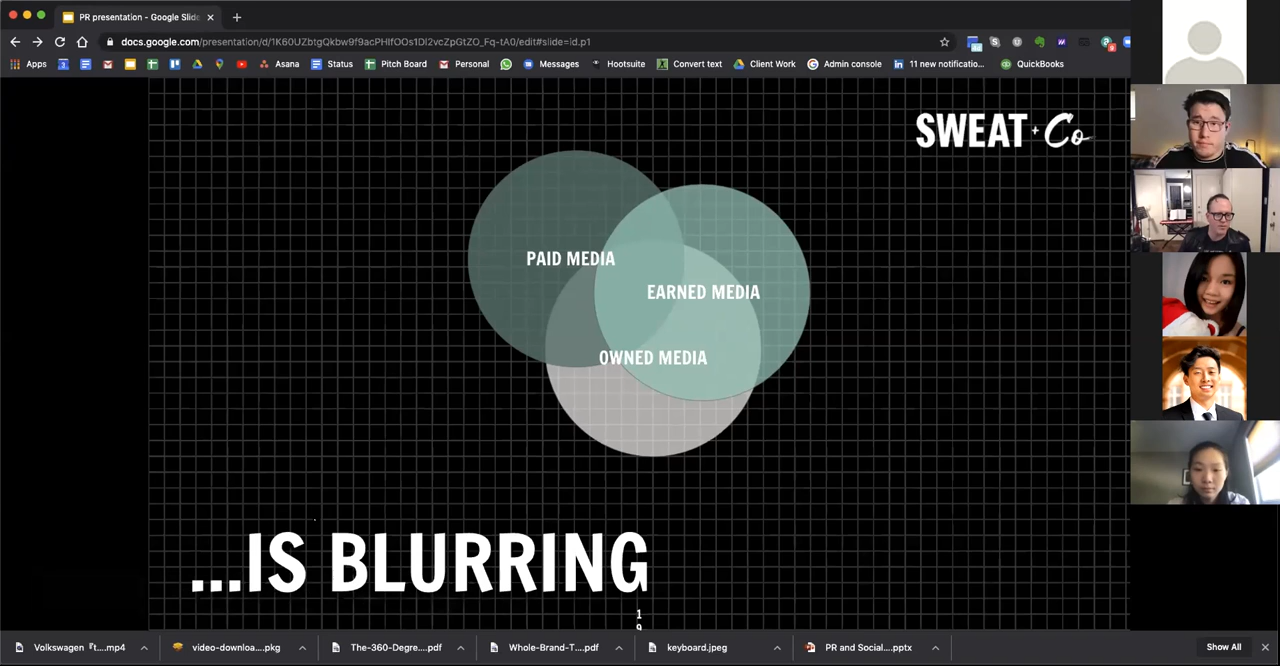 PR presentation - Google Slide
docs.google.com/presentation/d/1K60UZbtgQkbw9f9acPHIfOOs1DI2vcZpGtZO_Fq-tA0/edit#slide=id.p1
Apps Asana Status Pitch Board Personal Messages Hootsuite Convert text Client Work Admin console 11 new notificatio... QuickBooks
SWEAT + Co
PAID MEDIA
EARNED MEDIA
OWNED MEDIA
...IS BLURRING
19
Volkswagen『t....mp4 video-downloa....pkg The-360-Degre....pdf Whole-Brand-T....pdf keyboard.jpeg PR and Social....pptx Show All